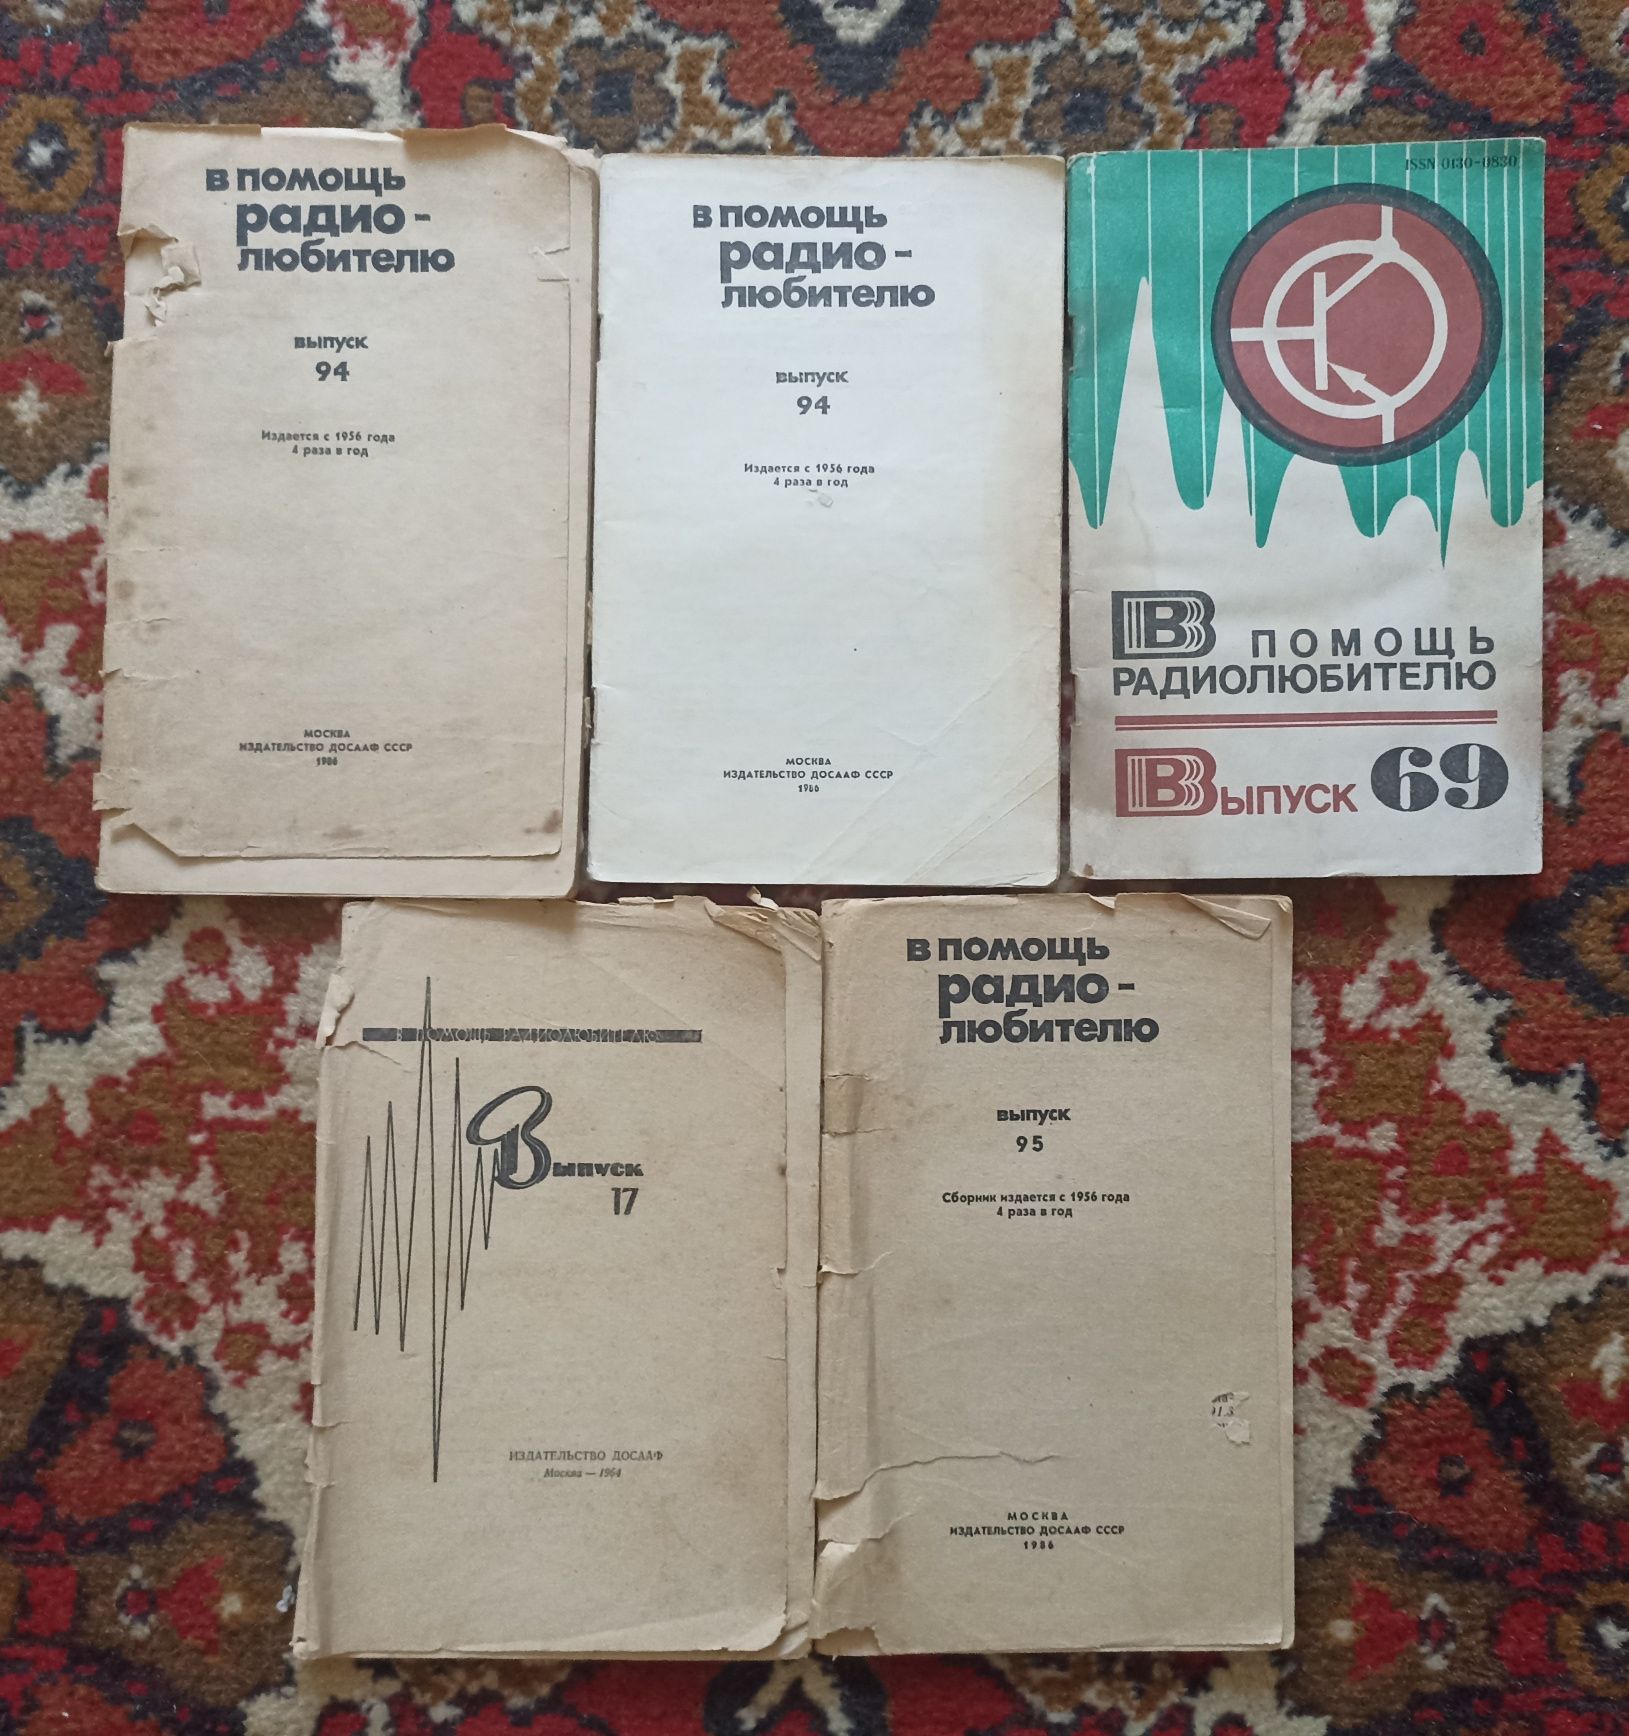 в помощь
радио-
любителю
выпуск
94
Издается с 1956 года
4 раза в год
МОСКВА
ИЗДАТЕЛЬСТВО ДОСААФ СССР
1986
в помощь
радио-
любителю
выпуск
94
Издается с 1956 года
4 раза в год
МОСКВА
ИЗДАТЕЛЬСТВО ДОСААФ СССР
1986
ISSN 0130-0830
В ПОМОЩЬ
РАДИОЛЮБИТЕЛЮ
Выпуск 69
В ПОМОЩЬ РАДИОЛЮБИТЕЛЮ
Выпуск
17
ИЗДАТЕЛЬСТВО ДОСААФ
Москва — 1964
в помощь
радио-
любителю
выпуск
95
Сборник издается с 1956 года
4 раза в год
МОСКВА
ИЗДАТЕЛЬСТВО ДОСААФ СССР
1986